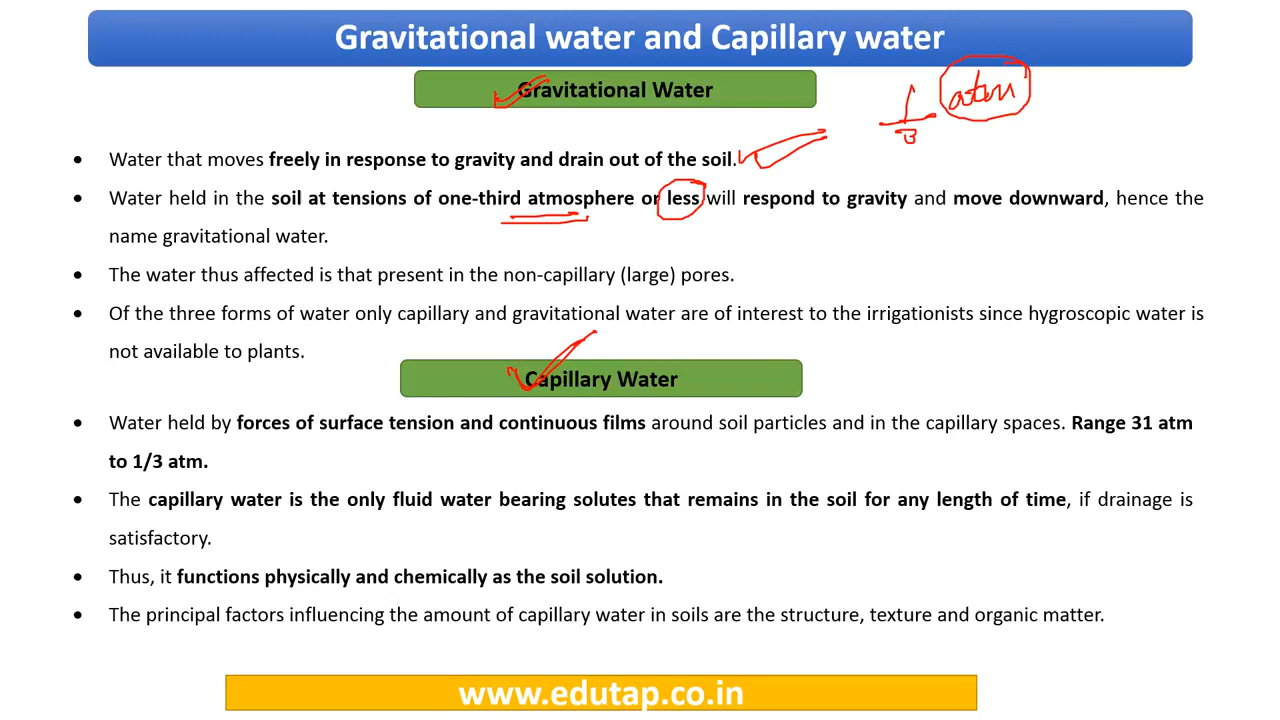 Gravitational water and Capillary water
Gravitational Water
1/3 atm
• Water that moves freely in response to gravity and drain out of the soil.
• Water held in the soil at tensions of one-third atmosphere or less will respond to gravity and move downward, hence the
name gravitational water.
• The water thus affected is that present in the non-capillary (large) pores.
• Of the three forms of water only capillary and gravitational water are of interest to the irrigationists since hygroscopic water is
not available to plants.
Capillary Water
• Water held by forces of surface tension and continuous films around soil particles and in the capillary spaces. Range 31 atm
to 1/3 atm.
• The capillary water is the only fluid water bearing solutes that remains in the soil for any length of time, if drainage is
satisfactory.
• Thus, it functions physically and chemically as the soil solution.
• The principal factors influencing the amount of capillary water in soils are the structure, texture and organic matter.
www.edutap.co.in